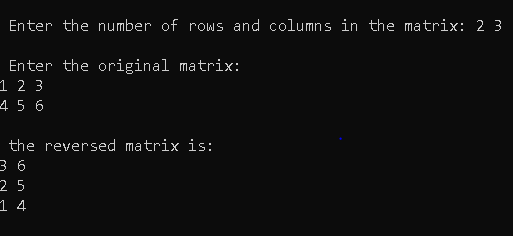 Enter the number of rows and columns in the matrix: 2 3
Enter the original matrix:
1 2 3
4 5 6
the reversed matrix is:
3 6
2 5
1 4